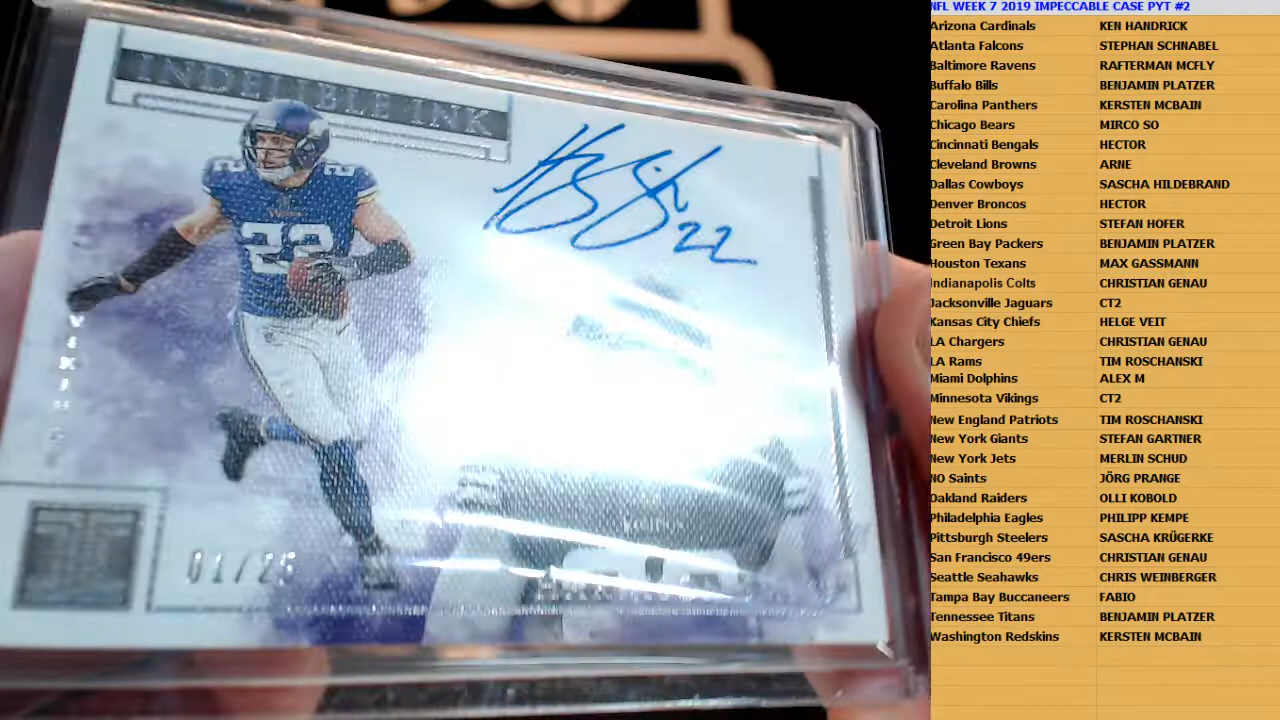 INDELIBLE INK
22
22
22
22
VIKINGS
01/25
NFL WEEK 7 2019 IMPECCABLE CASE PYT #2
Arizona Cardinals KEN HANDRICK
Atlanta Falcons STEPHAN SCHNABEL
Baltimore Ravens RAFTERMAN MCFLY
Buffalo Bills BENJAMIN PLATZER
Carolina Panthers KERSTEN MCBAIN
Chicago Bears MIRCO SO
Cincinnati Bengals HECTOR
Cleveland Browns ARNE
Dallas Cowboys SASCHA HILDEBRAND
Denver Broncos HECTOR
Detroit Lions STEFAN HOFER
Green Bay Packers BENJAMIN PLATZER
Houston Texans MAX GASSMANN
Indianapolis Colts CHRISTIAN GENAU
Jacksonville Jaguars CT2
Kansas City Chiefs HELGE VEIT
LA Chargers CHRISTIAN GENAU
LA Rams TIM ROSCHANSKI
Miami Dolphins ALEX M
Minnesota Vikings CT2
New England Patriots TIM ROSCHANSKI
New York Giants STEFAN GARTNER
New York Jets MERLIN SCHUD
NO Saints JÖRG PRANGE
Oakland Raiders OLLI KOBOLD
Philadelphia Eagles PHILIPP KEMPE
Pittsburgh Steelers SASCHA KRÜGERKE
San Francisco 49ers CHRISTIAN GENAU
Seattle Seahawks CHRIS WEINBERGER
Tampa Bay Buccaneers FABIO
Tennessee Titans BENJAMIN PLATZER
Washington Redskins KERSTEN MCBAIN